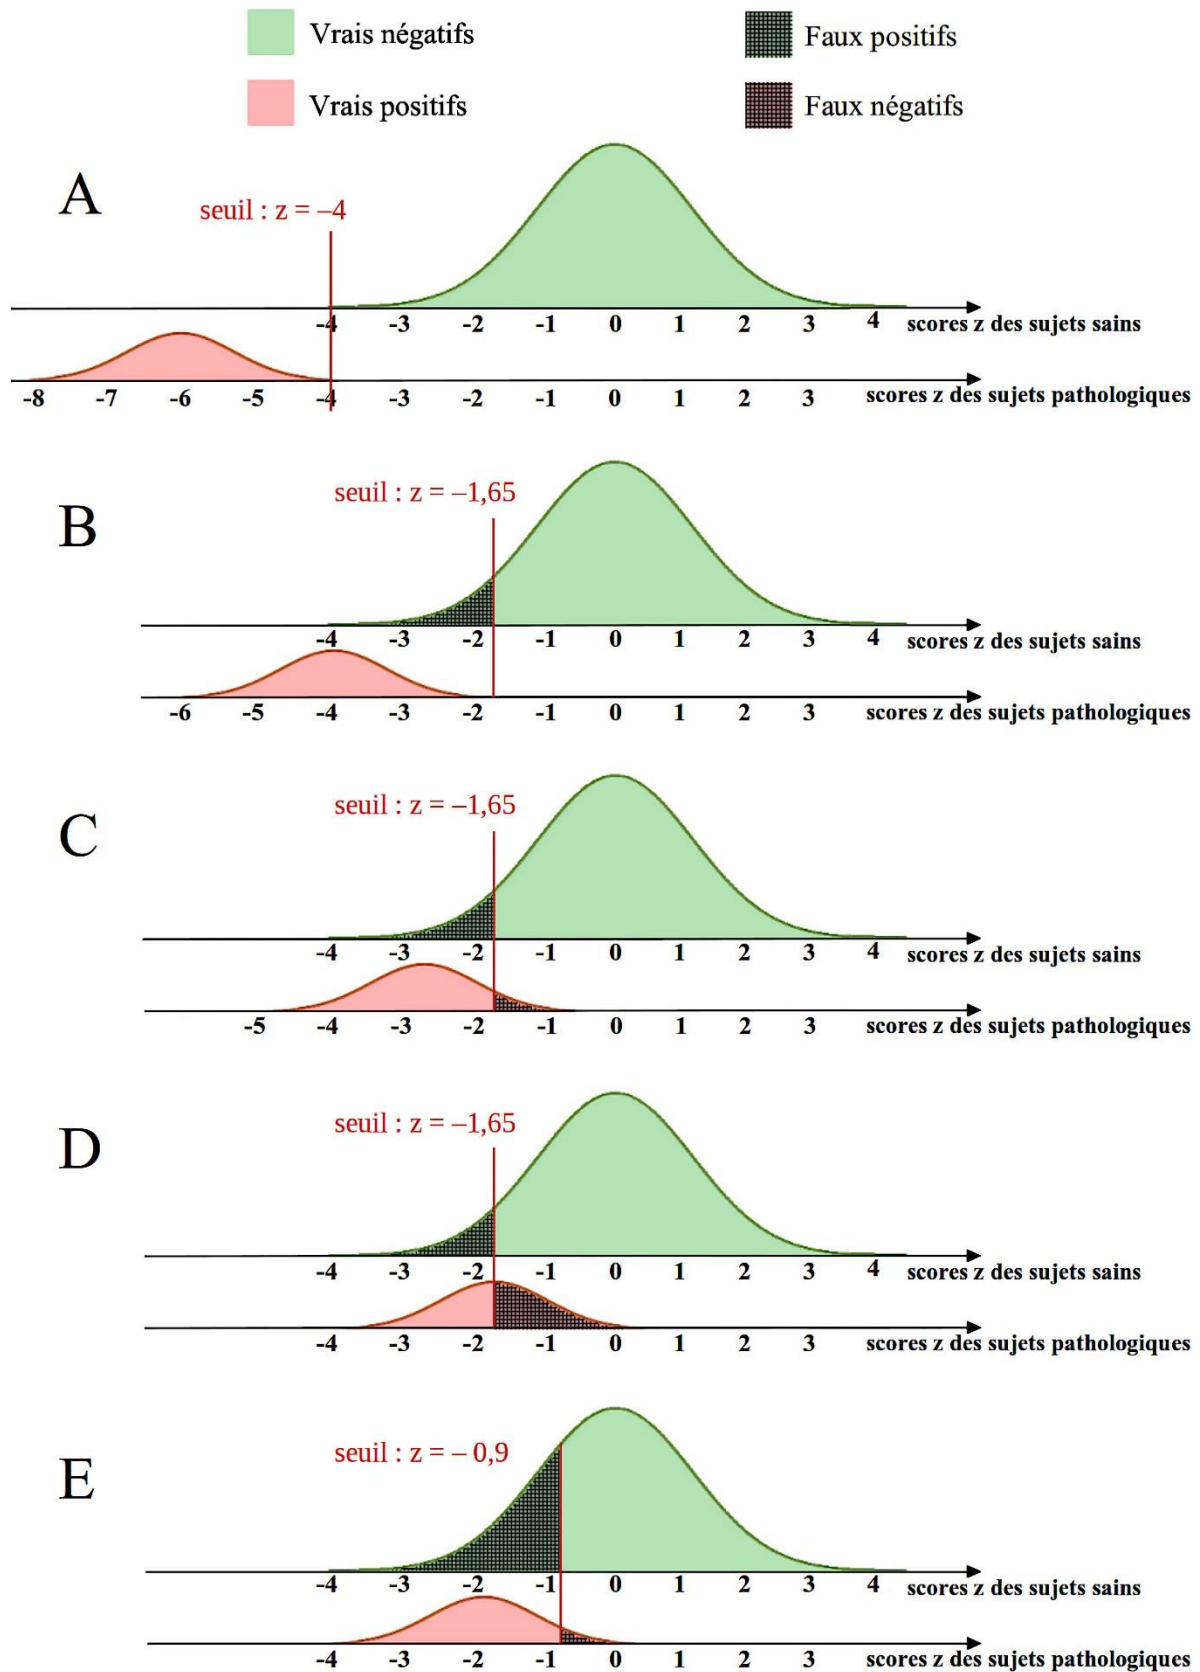 Vrais négatifs
Faux positifs
Vrais positifs
Faux négatifs
A
seuil : z = –4
-4 -3 -2 -1 0 1 2 3 4 scores z des sujets sains
-8 -7 -6 -5 -4 -3 -2 -1 0 1 2 3 scores z des sujets pathologiques
B
seuil : z = –1,65
-4 -3 -2 -1 0 1 2 3 4 scores z des sujets sains
-6 -5 -4 -3 -2 -1 0 1 2 3 scores z des sujets pathologiques
C
seuil : z = –1,65
-4 -3 -2 -1 0 1 2 3 4 scores z des sujets sains
-5 -4 -3 -2 -1 0 1 2 3 scores z des sujets pathologiques
D
seuil : z = –1,65
-4 -3 -2 -1 0 1 2 3 4 scores z des sujets sains
-4 -3 -2 -1 0 1 2 3 scores z des sujets pathologiques
E
seuil : z = – 0,9
-4 -3 -2 -1 0 1 2 3 4 scores z des sujets sains
-4 -3 -2 -1 0 1 2 3 scores z des sujets pathologiques